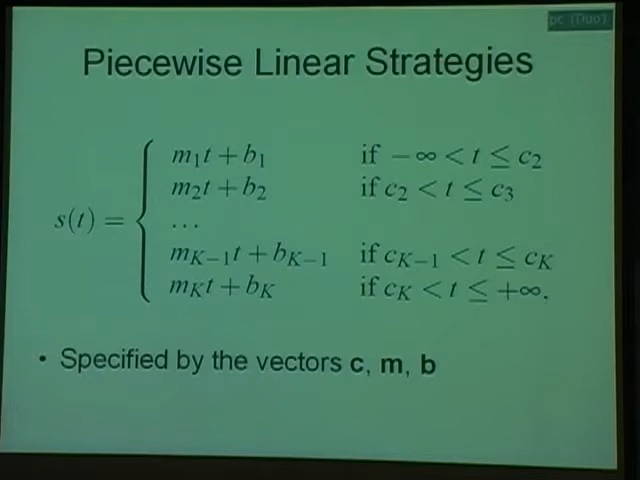 pc (Duo)
Piecewise Linear Strategies
s(t) = { m₁t + b₁ if −∞ < t ≤ c₂
m₂t + b₂ if c₂ < t ≤ c₃
...
m_{K−1}t + b_{K−1} if c_{K−1} < t ≤ c_K
m_Kt + b_K if c_K < t ≤ +∞.
• Specified by the vectors c, m, b